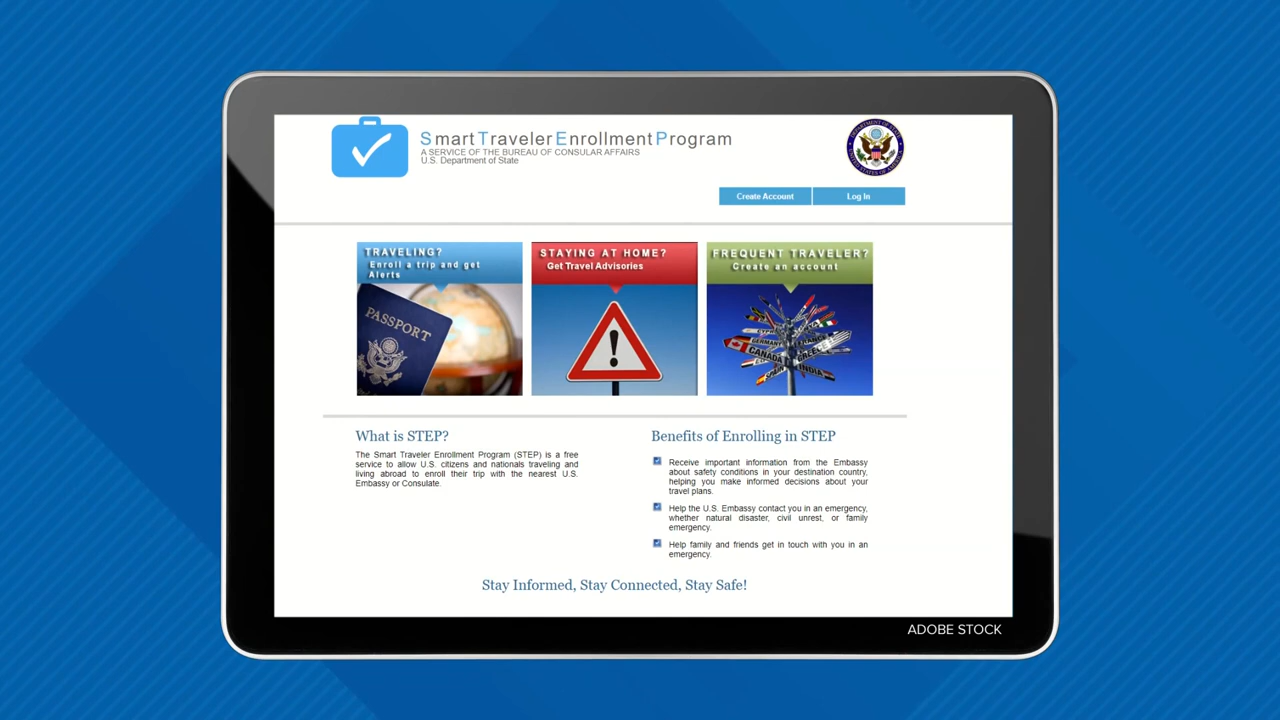 Smart Traveler Enrollment Program
A SERVICE OF THE BUREAU OF CONSULAR AFFAIRS
U.S. Department of State
Create Account
Log In
TRAVELING?
Enroll a trip and get
Alerts
STAYING AT HOME?
Get Travel Advisories
FREQUENT TRAVELER?
Create an account
PASSPORT
GERMANY
CANADA
GREECE
SPAIN
INDIA
What is STEP?
The Smart Traveler Enrollment Program (STEP) is a free
service to allow U.S. citizens and nationals traveling and
living abroad to enroll their trip with the nearest U.S.
Embassy or Consulate.
Benefits of Enrolling in STEP
Receive important information from the Embassy
about safety conditions in your destination country,
helping you make informed decisions about your
travel plans.
Help the U.S. Embassy contact you in an emergency,
whether natural disaster, civil unrest, or family
emergency.
Help family and friends get in touch with you in an
emergency.
Stay Informed, Stay Connected, Stay Safe!
ADOBE STOCK